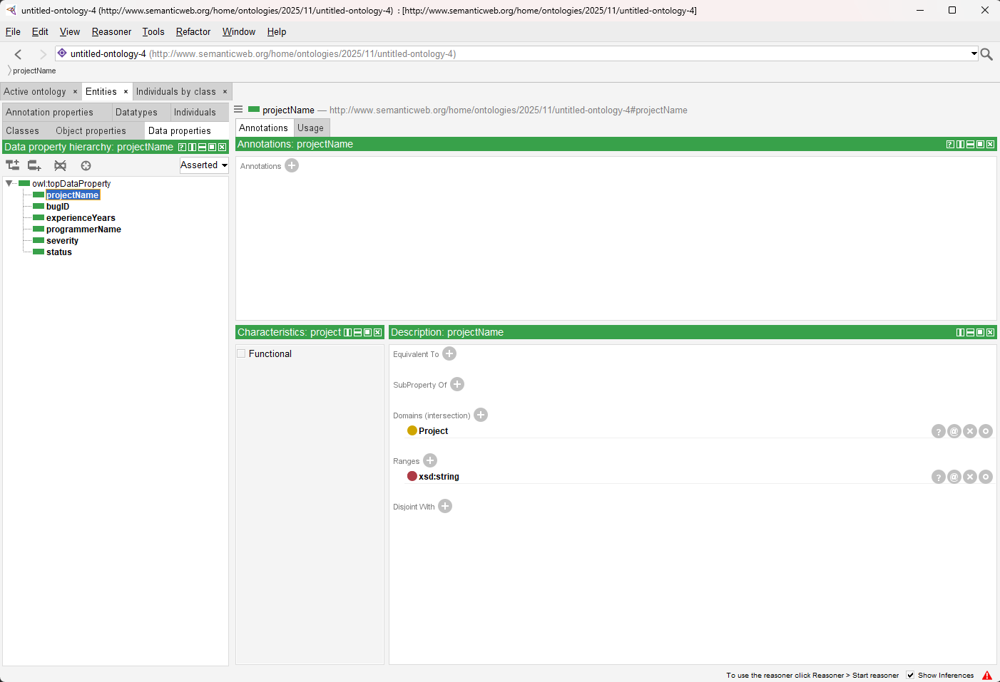 untitled-ontology-4 (http://www.semanticweb.org/home/ontologies/2025/11/untitled-ontology-4) : [http://www.semanticweb.org/home/ontologies/2025/11/untitled-ontology-4]
File Edit View Reasoner Tools Refactor Window Help
untitled-ontology-4 (http://www.semanticweb.org/home/ontologies/2025/11/untitled-ontology-4)
projectName
Active ontology × Entities × Individuals by class ×
Annotation properties Datatypes Individuals
Classes Object properties Data properties
Data property hierarchy: projectName
Asserted
owl:topDataProperty
projectName
bugID
experienceYears
programmerName
severity
status
projectName — http://www.semanticweb.org/home/ontologies/2025/11/untitled-ontology-4#projectName
Annotations Usage
Annotations: projectName
Annotations
Characteristics: project
Functional
Description: projectName
Equivalent To
SubProperty Of
Domains (intersection)
Project
Ranges
xsd:string
Disjoint With
To use the reasoner click Reasoner > Start reasoner Show Inferences